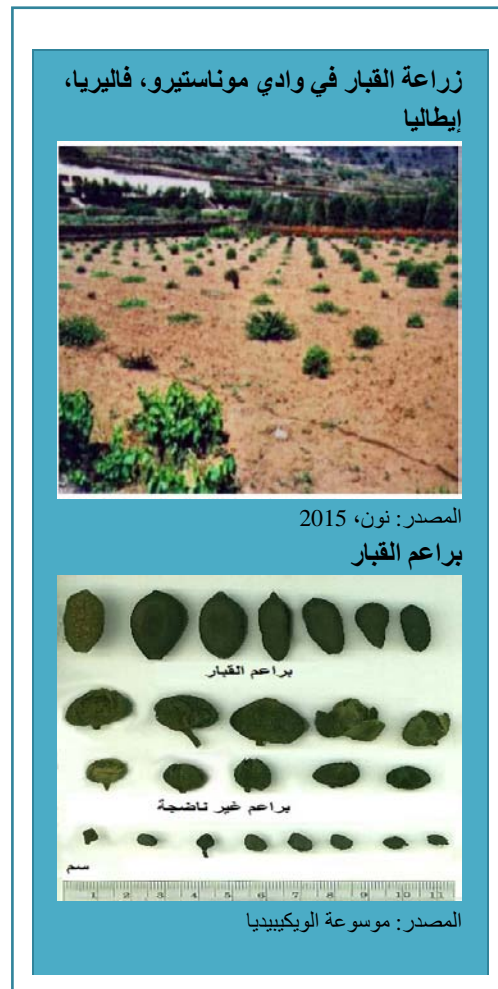 زراعة القبار في وادي موناستيرو، فاليريا،
إيطاليا
المصدر: نون، 2015
براعم القبار
براعم القبار
براعم غير ناضجة
سم
1 2 3 4 5 6 7 8 9 10 11
المصدر: موسوعة الويكيبيديا